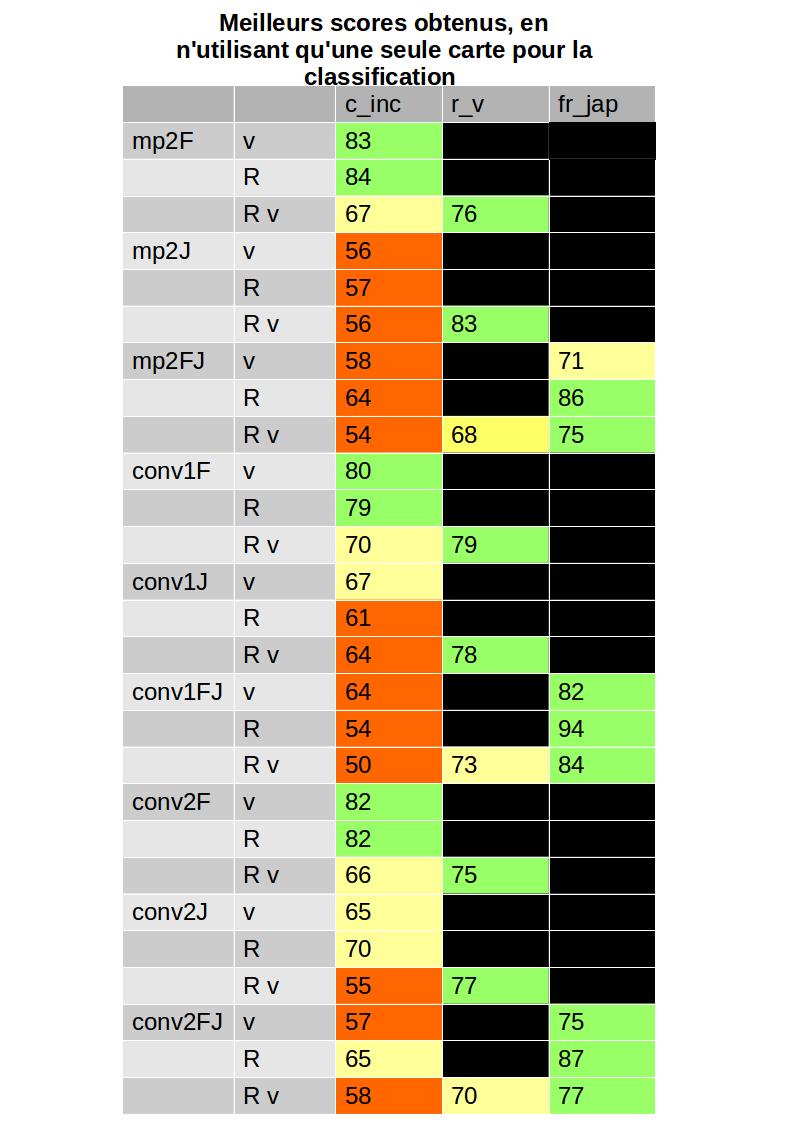 Meilleurs scores obtenus, en
n'utilisant qu'une seule carte pour la
classification
c_inc r_v fr_jap
mp2F v 83
R 84
R v 67 76
mp2J v 56
R 57
R v 56 83
mp2FJ v 58 71
R 64 86
R v 54 68 75
conv1F v 80
R 79
R v 70 79
conv1J v 67
R 61
R v 64 78
conv1FJ v 64 82
R 54 94
R v 50 73 84
conv2F v 82
R 82
R v 66 75
conv2J v 65
R 70
R v 55 77
conv2FJ v 57 75
R 65 87
R v 58 70 77